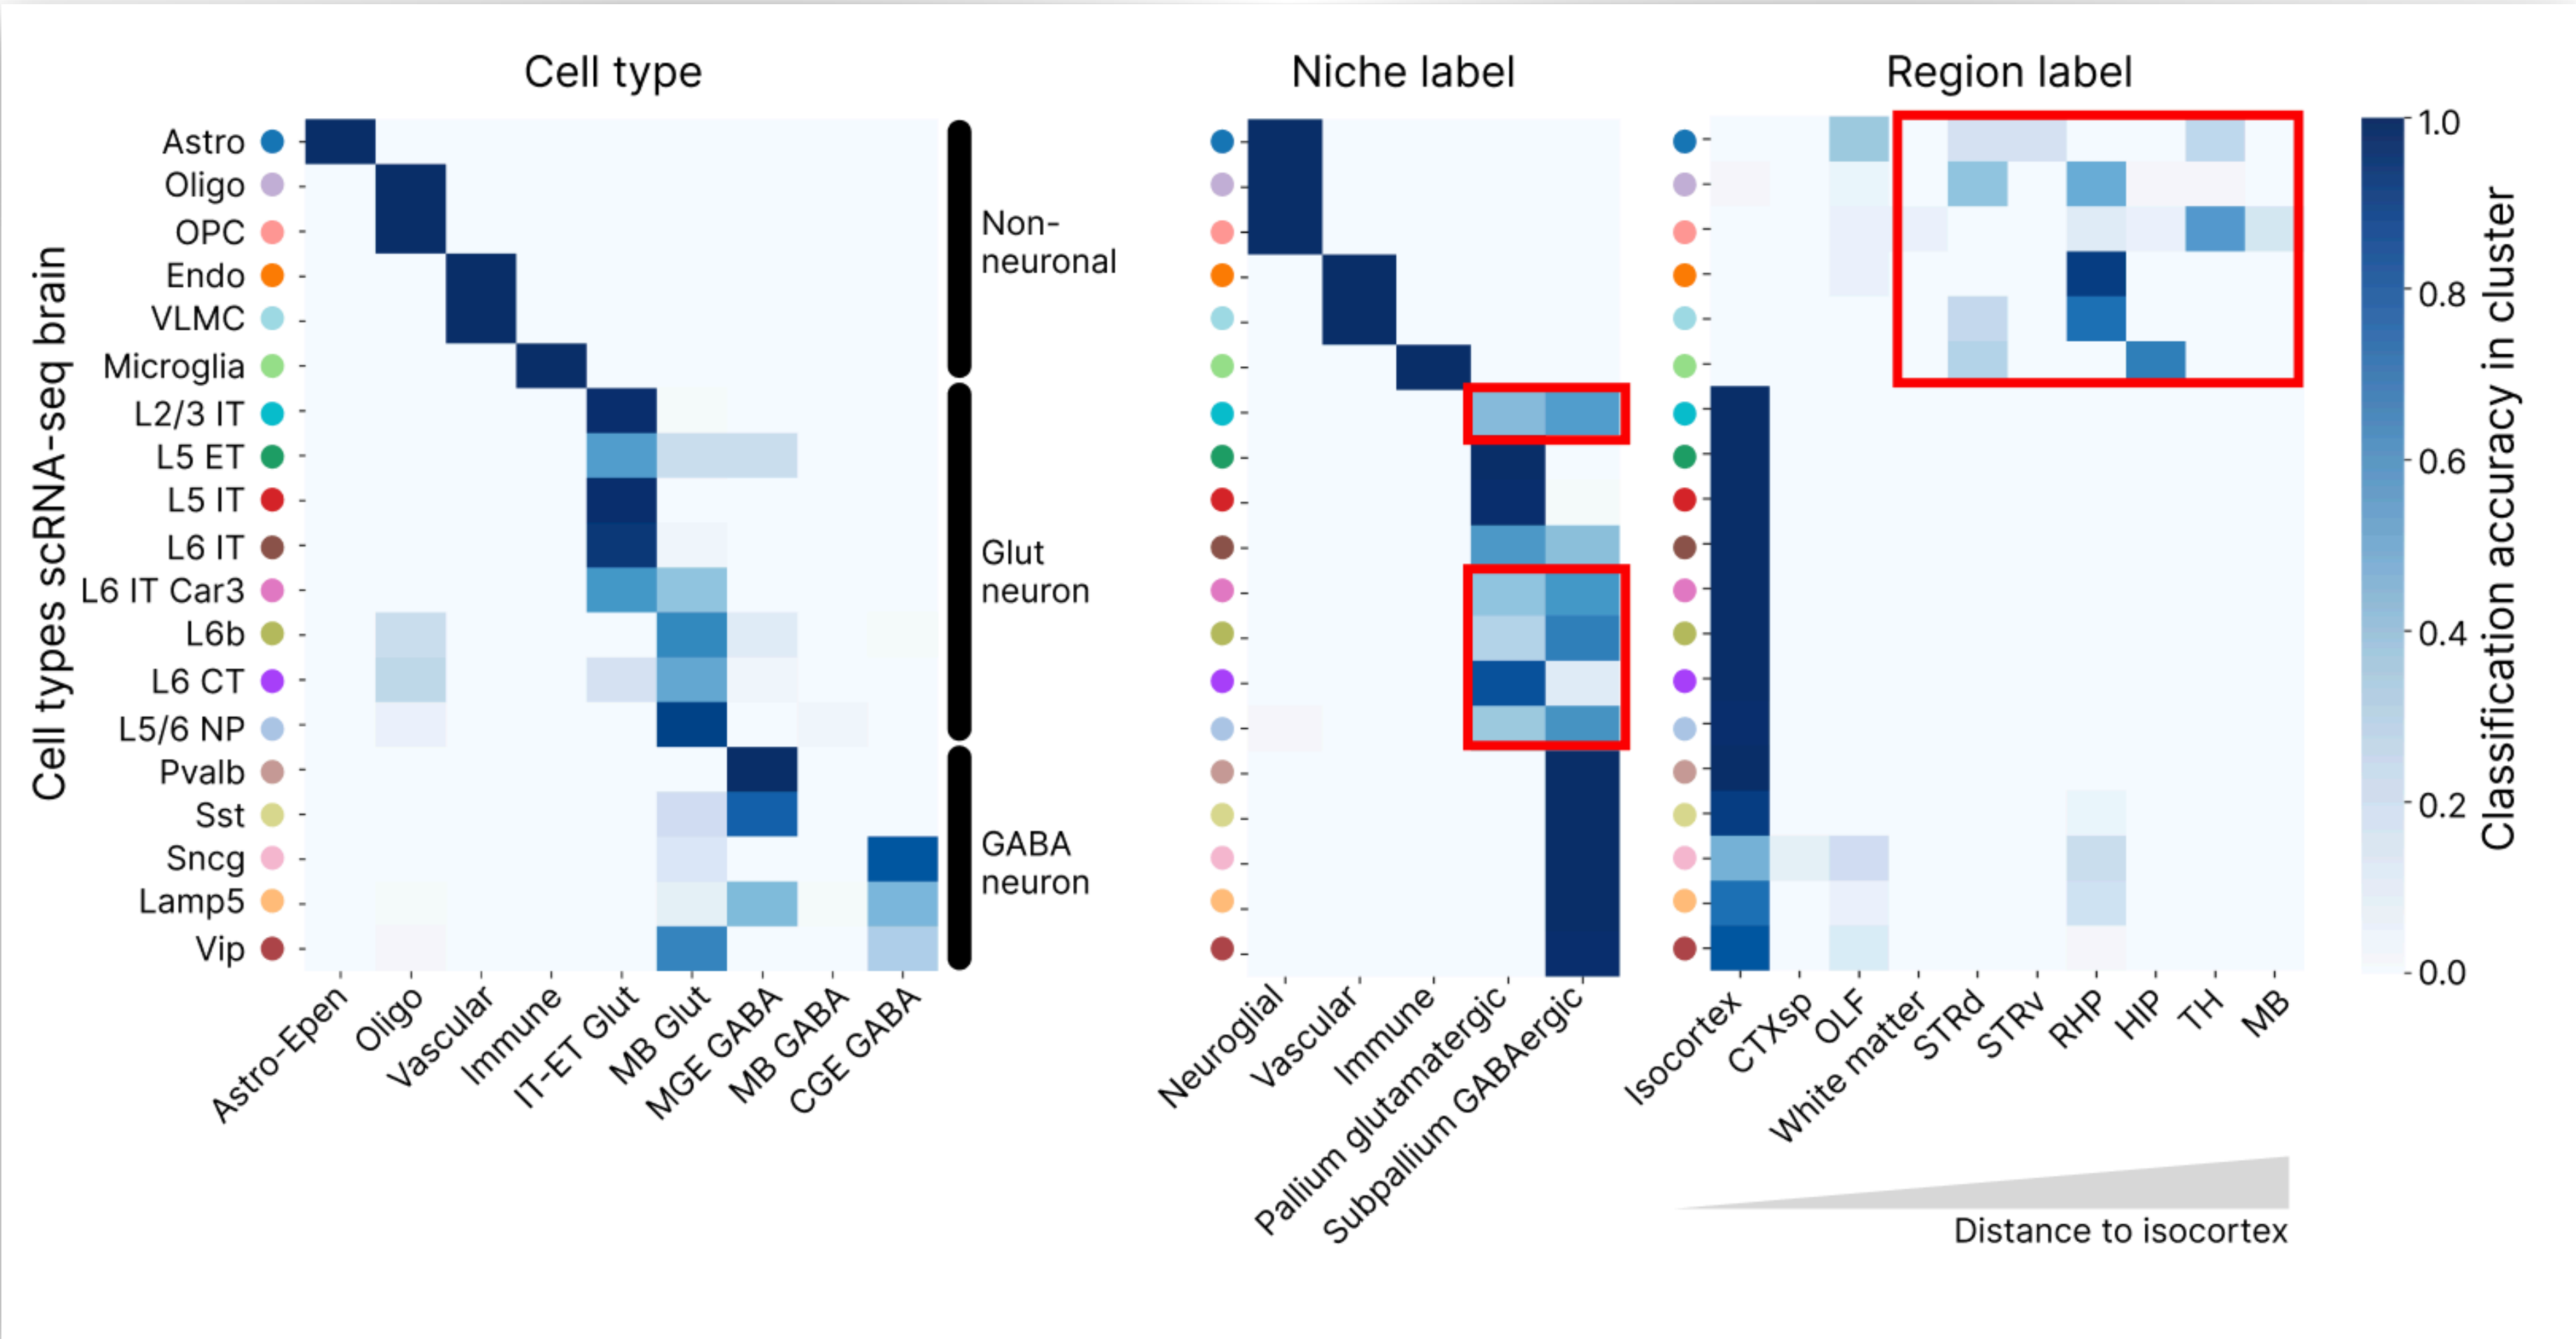 Cell type
Niche label
Region label
Cell types scRNA-seq brain
Astro
Oligo
OPC
Endo
VLMC
Microglia
L2/3 IT
L5 ET
L5 IT
L6 IT
L6 IT Car3
L6b
L6 CT
L5/6 NP
Pvalb
Sst
Sncg
Lamp5
Vip
Non-
neuronal
Glut
neuron
GABA
neuron
Astro-Epen
Oligo
Vascular
Immune
IT-ET Glut
MB Glut
MGE GABA
MB GABA
CGE GABA
Neuroglial
Vascular
Immune
Pallium glutamatergic
Subpallium GABAergic
Isocortex
CTXsp
OLF
White matter
STRd
STRv
RHP
HIP
TH
MB
Distance to isocortex
1.0
0.8
0.6
0.4
0.2
0.0
Classification accuracy in cluster